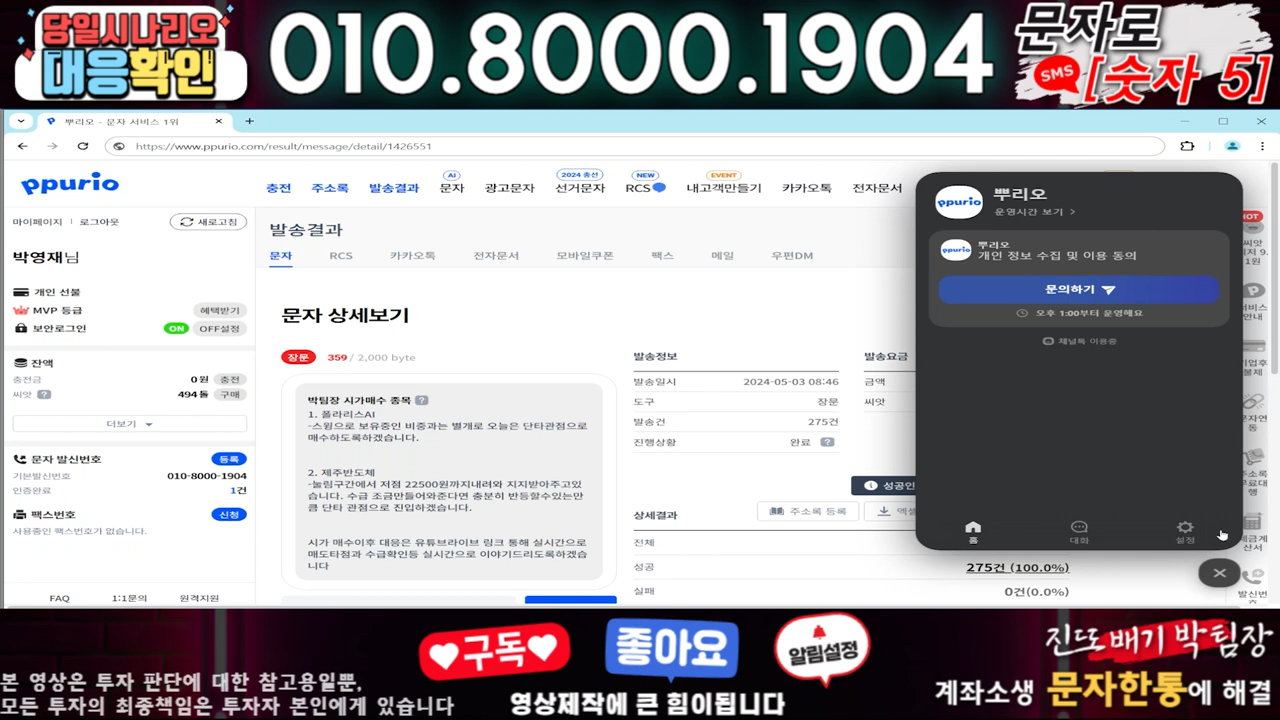 당일시나리오
대응확인
010.8000.1904
문자로
SMS
[숫자 5]
뿌리오 - 문자 서비스 1위
https://www.ppurio.com/result/message/detail/1426551
ppurio
충전
주소록
발송결과
AI
문자
광고문자
2024 총선
선거문자
NEW
RCS
EVENT
내고객만들기
카카오톡
전자문서
마이페이지 | 로그아웃
새로고침
박영재님
개인 선불
MVP 등급
혜택받기
보안로그인
ON
OFF설정
잔액
충전금
0 원
충전
씨앗 ?
494 톨
구매
더보기
문자 발신번호
등록
기본발신번호
010-8000-1904
인증완료
1건
팩스번호
신청
사용중인 팩스번호가 없습니다.
FAQ
1:1문의
원격지원
발송결과
문자
RCS
카카오톡
전자문서
모바일쿠폰
팩스
메일
우편DM
문자 상세보기
장문
359 / 2,000 byte
박팀장 시가매수 종목 ?
1. 폴라리스AI
-스윙으로 보유중인 비중과는 별개로 오늘은 단타관점으로
매수하도록하겠습니다.
2. 제주반도체
-눌림구간에서 저점 22500원까지내려와 지지받아주고있
습니다. 수급 조금만들어와준다면 충분히 반등할수있는만
큼 단타 관점으로 진입하겠습니다.
시가 매수이후 대응은 유튜브라이브 링크 통해 실시간으로
매도타점과 수급확인등 실시간으로 이야기드리도록하겠습
니다
발송정보
발송일시
2024-05-03 08:46
도구
장문
발송건
275건
진행상황
완료 ?
발송요금
금액
씨앗
성공인
상세결과
주소록 등록
엑셀
전체
성공
275건 (100.0%)
실패
0건(0.0%)
ppurio
뿌리오
운영시간 보기 >
ppurio
뿌리오
개인 정보 수집 및 이용 동의
문의하기
오후 1:00부터 운영해요
채널톡 이용중
홈
대화
설정
구독
좋아요
알림설정
영상제작에 큰 힘이됩니다
본 영상은 투자 판단에 대한 참고용일뿐,
모든 투자의 최종책임은 투자자 본인에게 있습니다
진또배기 박팀장
계좌소생 문자한통에 해결